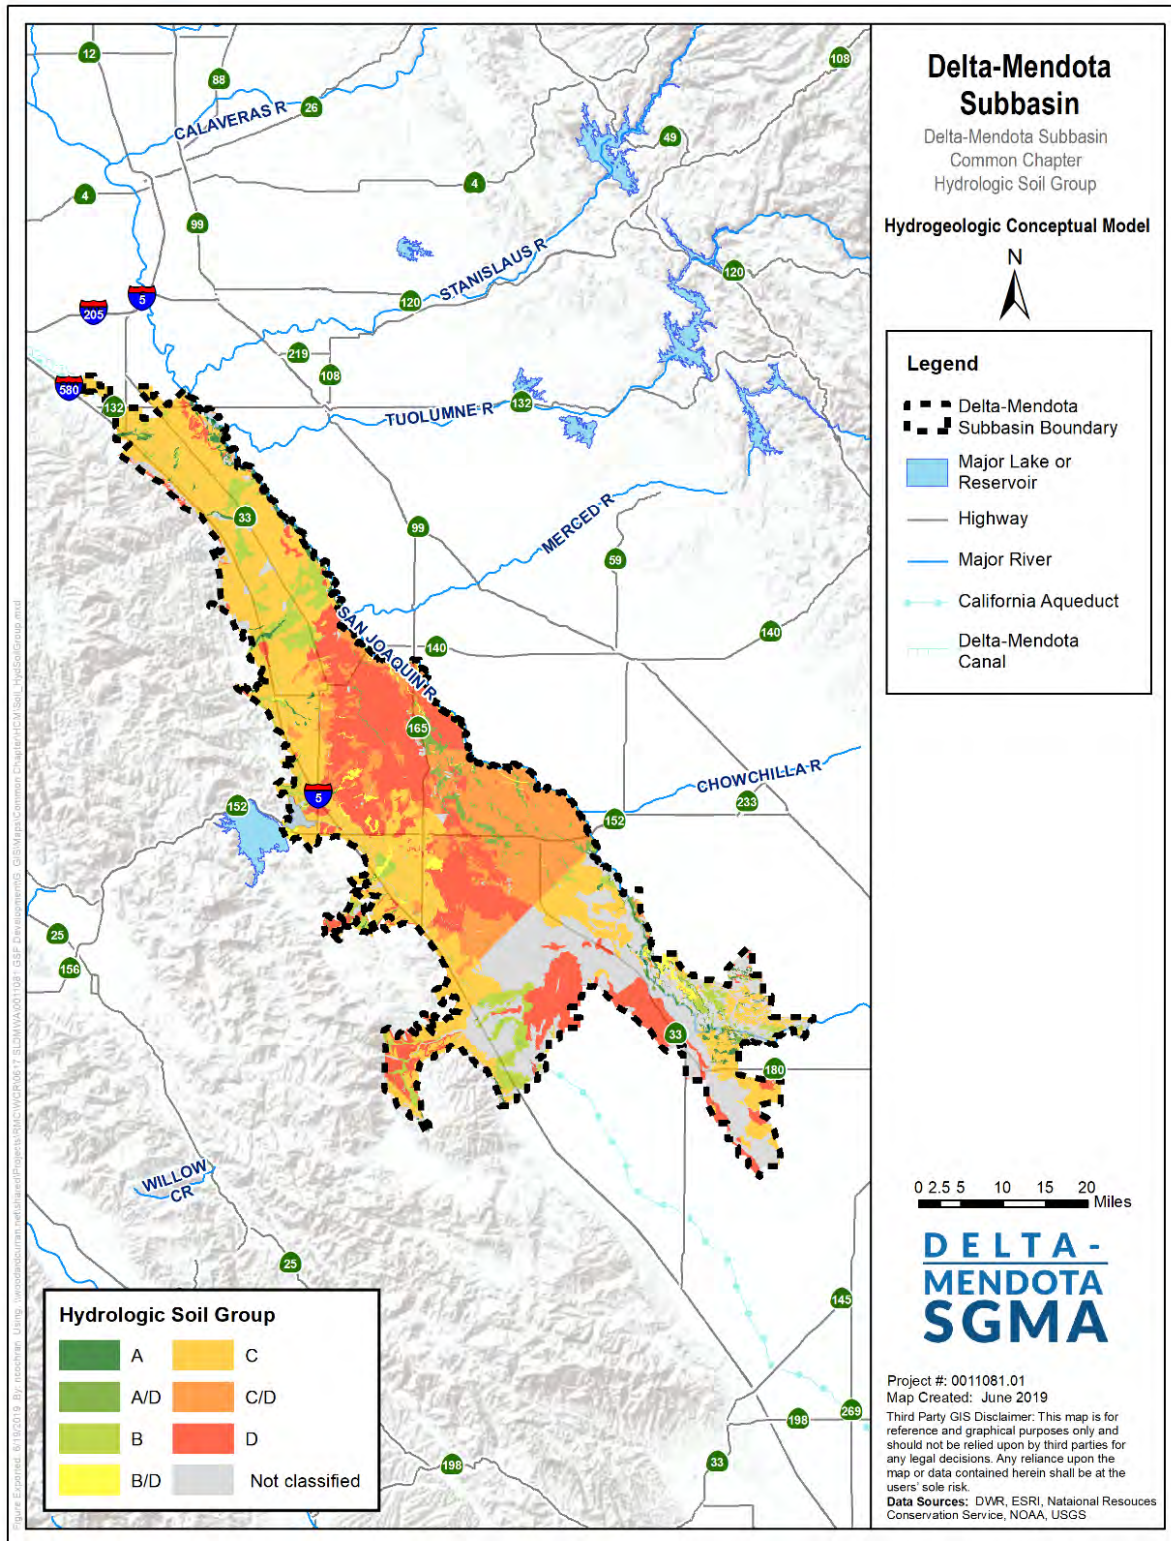 Delta-Mendota
Subbasin
Delta-Mendota Subbasin
Common Chapter
Hydrologic Soil Group
Hydrogeologic Conceptual Model
N
Legend
Delta-Mendota
Subbasin Boundary
Major Lake or
Reservoir
Highway
Major River
California Aqueduct
Delta-Mendota
Canal
0 2.5 5 10 15 20
Miles
DELTA-
MENDOTA
SGMA
Project #: 0011081.01
Map Created: June 2019
Third Party GIS Disclaimer: This map is for
reference and graphical purposes only and
should not be relied upon by third parties for
any legal decisions. Any reliance upon the
map or data contained herein shall be at the
users' sole risk.
Data Sources: DWR, ESRI, Nataional Resouces
Conservation Service, NOAA, USGS
12
88
108
26
CALAVERAS R
49
4
4
99
STANISLAUS R
120
5
205
120
219
108
580
132
132
TUOLUMNE R
33
99
MERCED R
59
SAN JOAQUIN R
140
140
165
CHOWCHILLA R
5
152
233
152
25
156
33
180
WILLOW
CR
25
145
269
198
198
33
Hydrologic Soil Group
A
C
A/D
C/D
B
D
B/D
Not classified